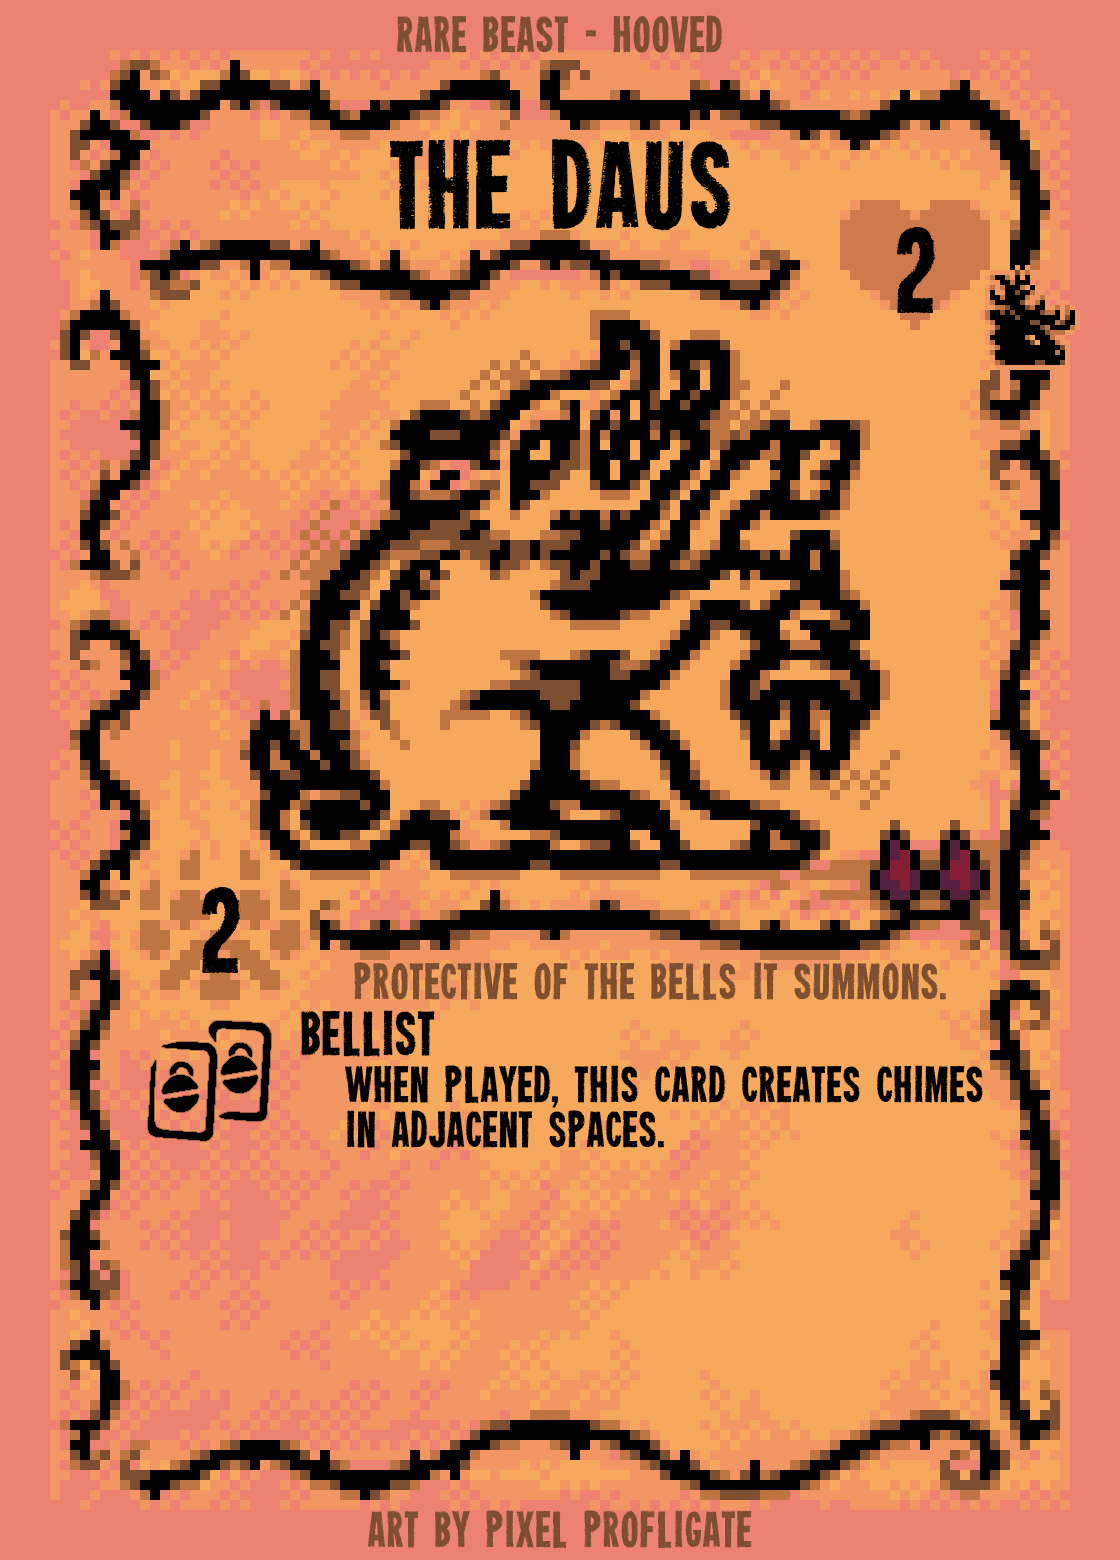 RARE BEAST - HOOVED
THE DAUS
2
2
PROTECTIVE OF THE BELLS IT SUMMONS.
BELLIST
WHEN PLAYED, THIS CARD CREATES CHIMES
IN ADJACENT SPACES.
ART BY PIXEL PROFLIGATE